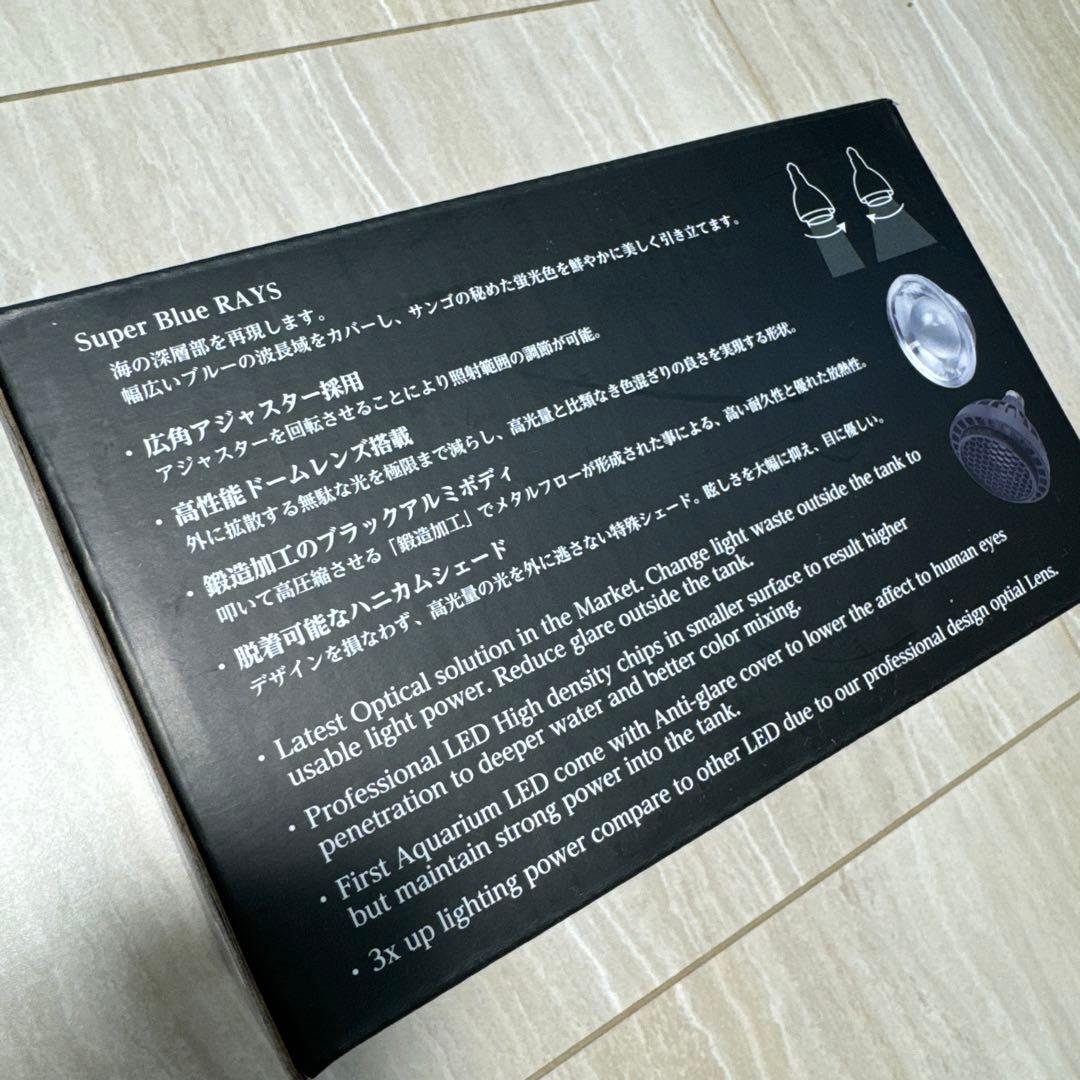 Super Blue RAYS
海の深層部を再現します。
幅広いブルーの波長域をカバーし、サンゴの秘めた蛍光色を鮮やかに美しく引き立てます。
・広角アジャスター採用
アジャスターを回転させることにより照射範囲の調節が可能。
・高性能ドームレンズ搭載
外に拡散する無駄な光を極限まで減らし、高光量と比類なき色混ざりの良さを実現する形状。
・鍛造加工のブラックアルミボディ
叩いて高圧縮させる「鍛造加工」でメタルフローが形成された事による、高い耐久性と優れた放熱性。
・脱着可能なハニカムシェード
デザインを損なわず、高光量の光を外に逃さない特殊シェード。眩しさを大幅に抑え、目に優しい。
・Latest Optical solution in the Market. Change light waste outside the tank to
usable light power. Reduce glare outside the tank.
・Professional LED High density chips in smaller surface to result higher
penetration to deeper water and better color mixing.
・First Aquarium LED come with Anti-glare cover to lower the affect to human eyes
but maintain strong power into the tank.
・3x up lighting power compare to other LED due to our professional design optial Lens.